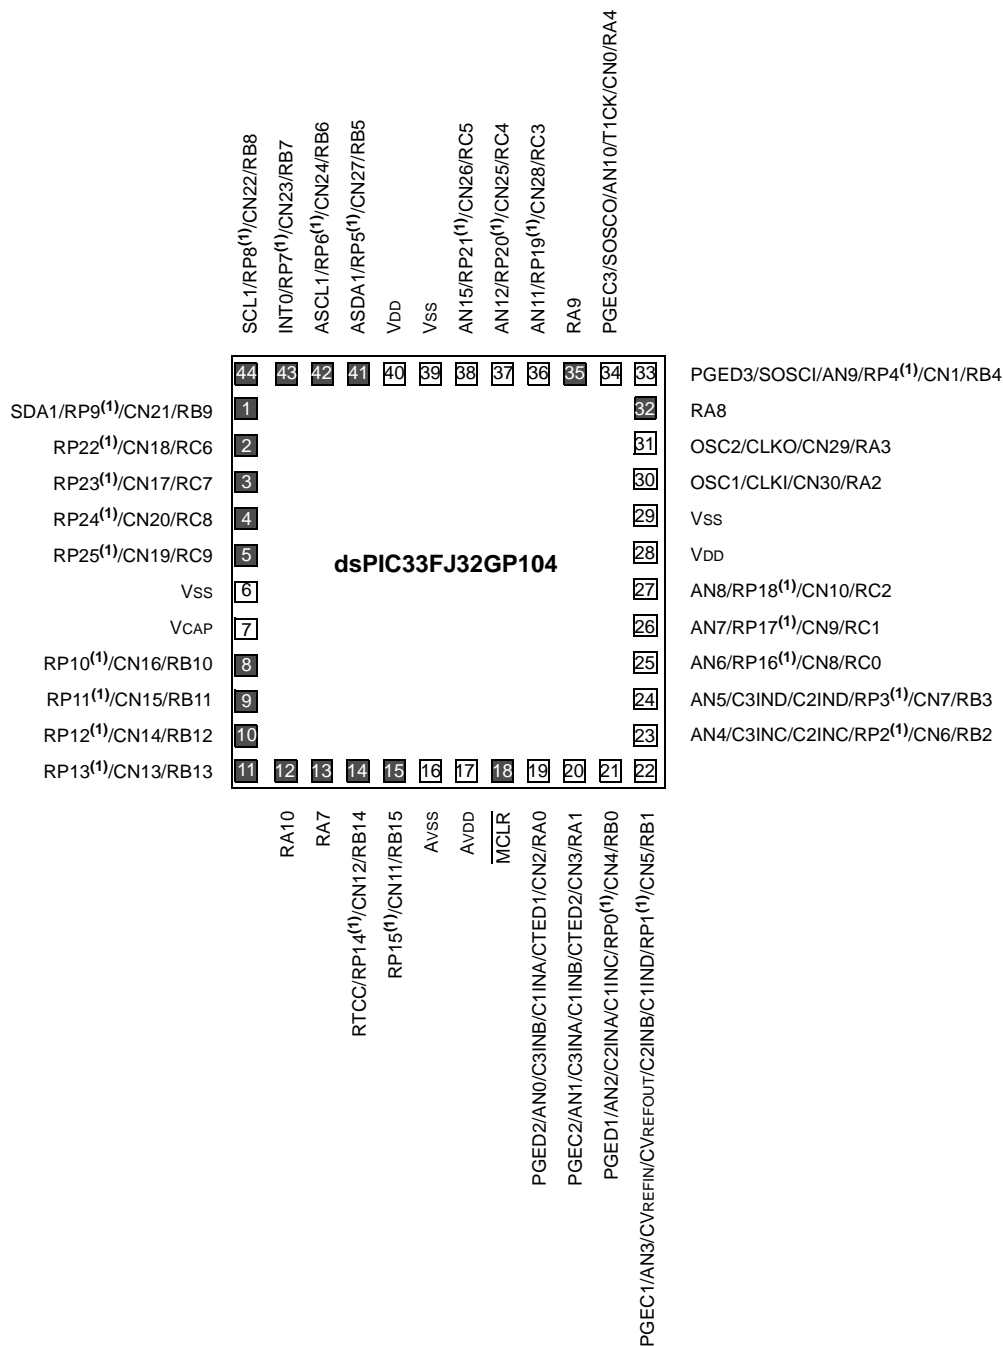 SCL1/RP8(1)/CN22/RB8
INT0/RP7(1)/CN23/RB7
ASCL1/RP6(1)/CN24/RB6
ASDA1/RP5(1)/CN27/RB5
VDD
VSS
AN15/RP21(1)/CN26/RC5
AN12/RP20(1)/CN25/RC4
AN11/RP19(1)/CN28/RC3
RA9
PGEC3/SOSCO/AN10/T1CK/CN0/RA4
44 43 42 41 40 39 38 37 36 35 34 33 PGED3/SOSCI/AN9/RP4(1)/CN1/RB4
SDA1/RP9(1)/CN21/RB9 1 32 RA8
RP22(1)/CN18/RC6 2 31 OSC2/CLKO/CN29/RA3
RP23(1)/CN17/RC7 3 30 OSC1/CLKI/CN30/RA2
RP24(1)/CN20/RC8 4 29 VSS
RP25(1)/CN19/RC9 5 28 VDD
dsPIC33FJ32GP104
VSS 6 27 AN8/RP18(1)/CN10/RC2
VCAP 7 26 AN7/RP17(1)/CN9/RC1
RP10(1)/CN16/RB10 8 25 AN6/RP16(1)/CN8/RC0
RP11(1)/CN15/RB11 9 24 AN5/C3IND/C2IND/RP3(1)/CN7/RB3
RP12(1)/CN14/RB12 10 23 AN4/C3INC/C2INC/RP2(1)/CN6/RB2
RP13(1)/CN13/RB13 11 12 13 14 15 16 17 18 19 20 21 22
RA10
RA7
RTCC/RP14(1)/CN12/RB14
RP15(1)/CN11/RB15
AVSS
AVDD
MCLR
PGED2/AN0/C3INB/C1INA/CTED1/CN2/RA0
PGEC2/AN1/C3INA/C1INB/CTED2/CN3/RA1
PGED1/AN2/C2INA/C1INC/RP0(1)/CN4/RB0
PGEC1/AN3/CVREFIN/CVREFOUT/C2INB/C1IND/RP1(1)/CN5/RB1